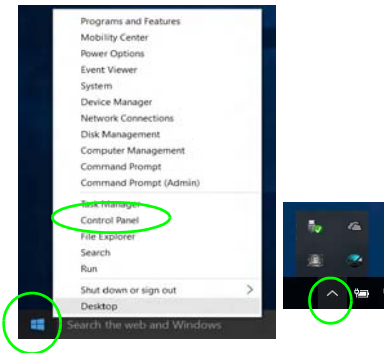 Programs and Features
Mobility Center
Power Options
Event Viewer
System
Device Manager
Network Connections
Disk Management
Computer Management
Command Prompt
Command Prompt (Admin)
Task Manager
Control Panel
File Explorer
Search
Run
Shut down or sign out
Desktop
Search the web and Windows